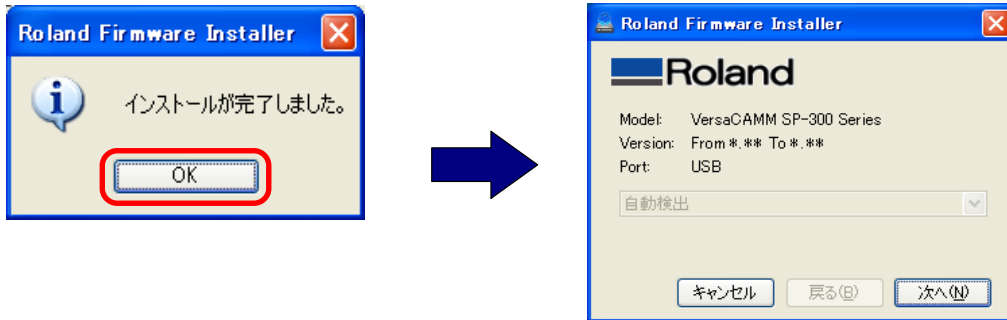 Roland Firmware Installer
インストールが完了しました。
OK
Roland Firmware Installer
Roland
Model: VersaCAMM SP-300 Series
Version: From *.** To *.**
Port: USB
自動検出
キャンセル 戻る(B) 次へ(N)